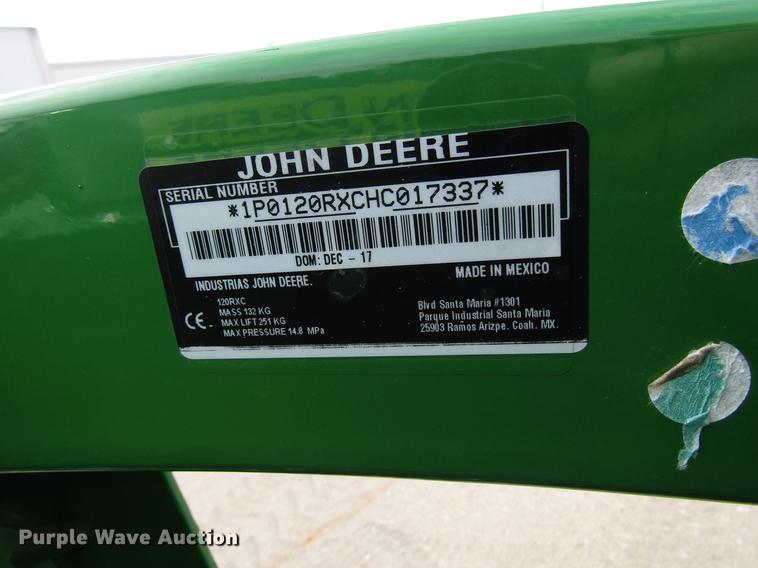 JOHN DEERE
SERIAL NUMBER
*1P0120RXCHC017337*
DOM: DEC - 17
INDUSTRIAS JOHN DEERE.
MADE IN MEXICO
120RXC
MASS 132 KG
MAX LIFT 251 KG
MAX PRESSURE 14.8 MPa
CE
Blvd Santa Maria #1301
Parque Industrial Santa Maria
25903 Ramos Arizpe. Coah. MX.
Purple Wave Auction